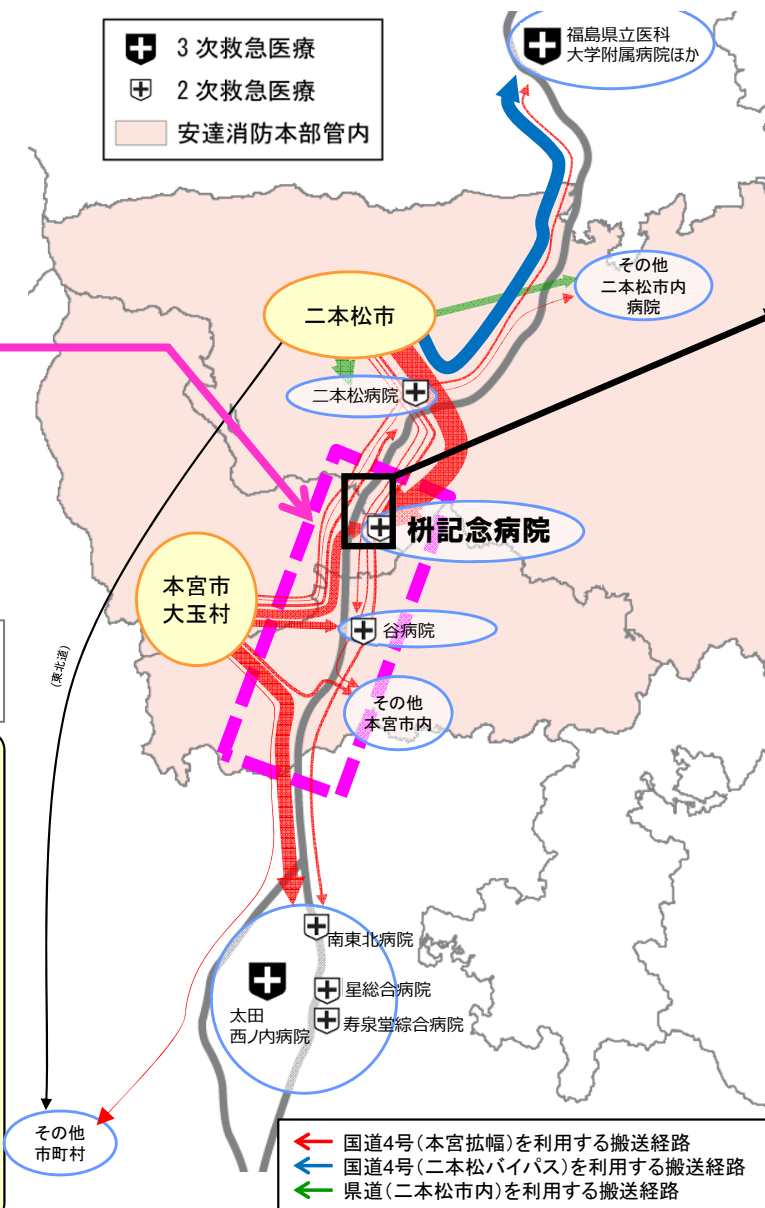 3次救急医療
2次救急医療
安達消防本部管内
福島県立医科
大学附属病院ほか
その他
二本松市内
病院
二本松市
二本松病院
枡記念病院
本宮市
大玉村
谷病院
(東北道)
その他
本宮市内
南東北病院
星総合病院
太田
西ノ内病院
寿泉堂綜合病院
その他
市町村
国道4号(本宮拡幅)を利用する搬送経路
国道4号(二本松バイパス)を利用する搬送経路
県道(二本松市内)を利用する搬送経路